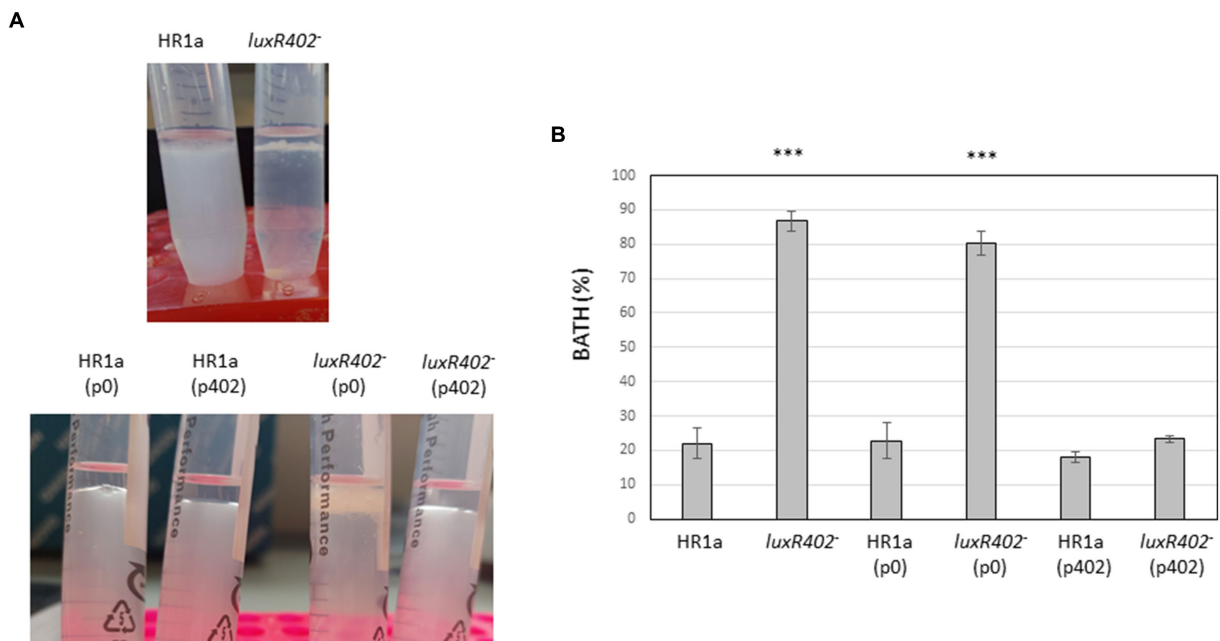 A
HR1a luxR402-
HR1a (p0)
HR1a (p402)
luxR402- (p0)
luxR402- (p402)
Performance
Performance
h Performance
h Performance
5
B
*** ***
BATH (%)
100
90
80
70
60
50
40
30
20
10
0
HR1a
luxR402-
HR1a (p0)
luxR402- (p0)
HR1a (p402)
luxR402- (p402)